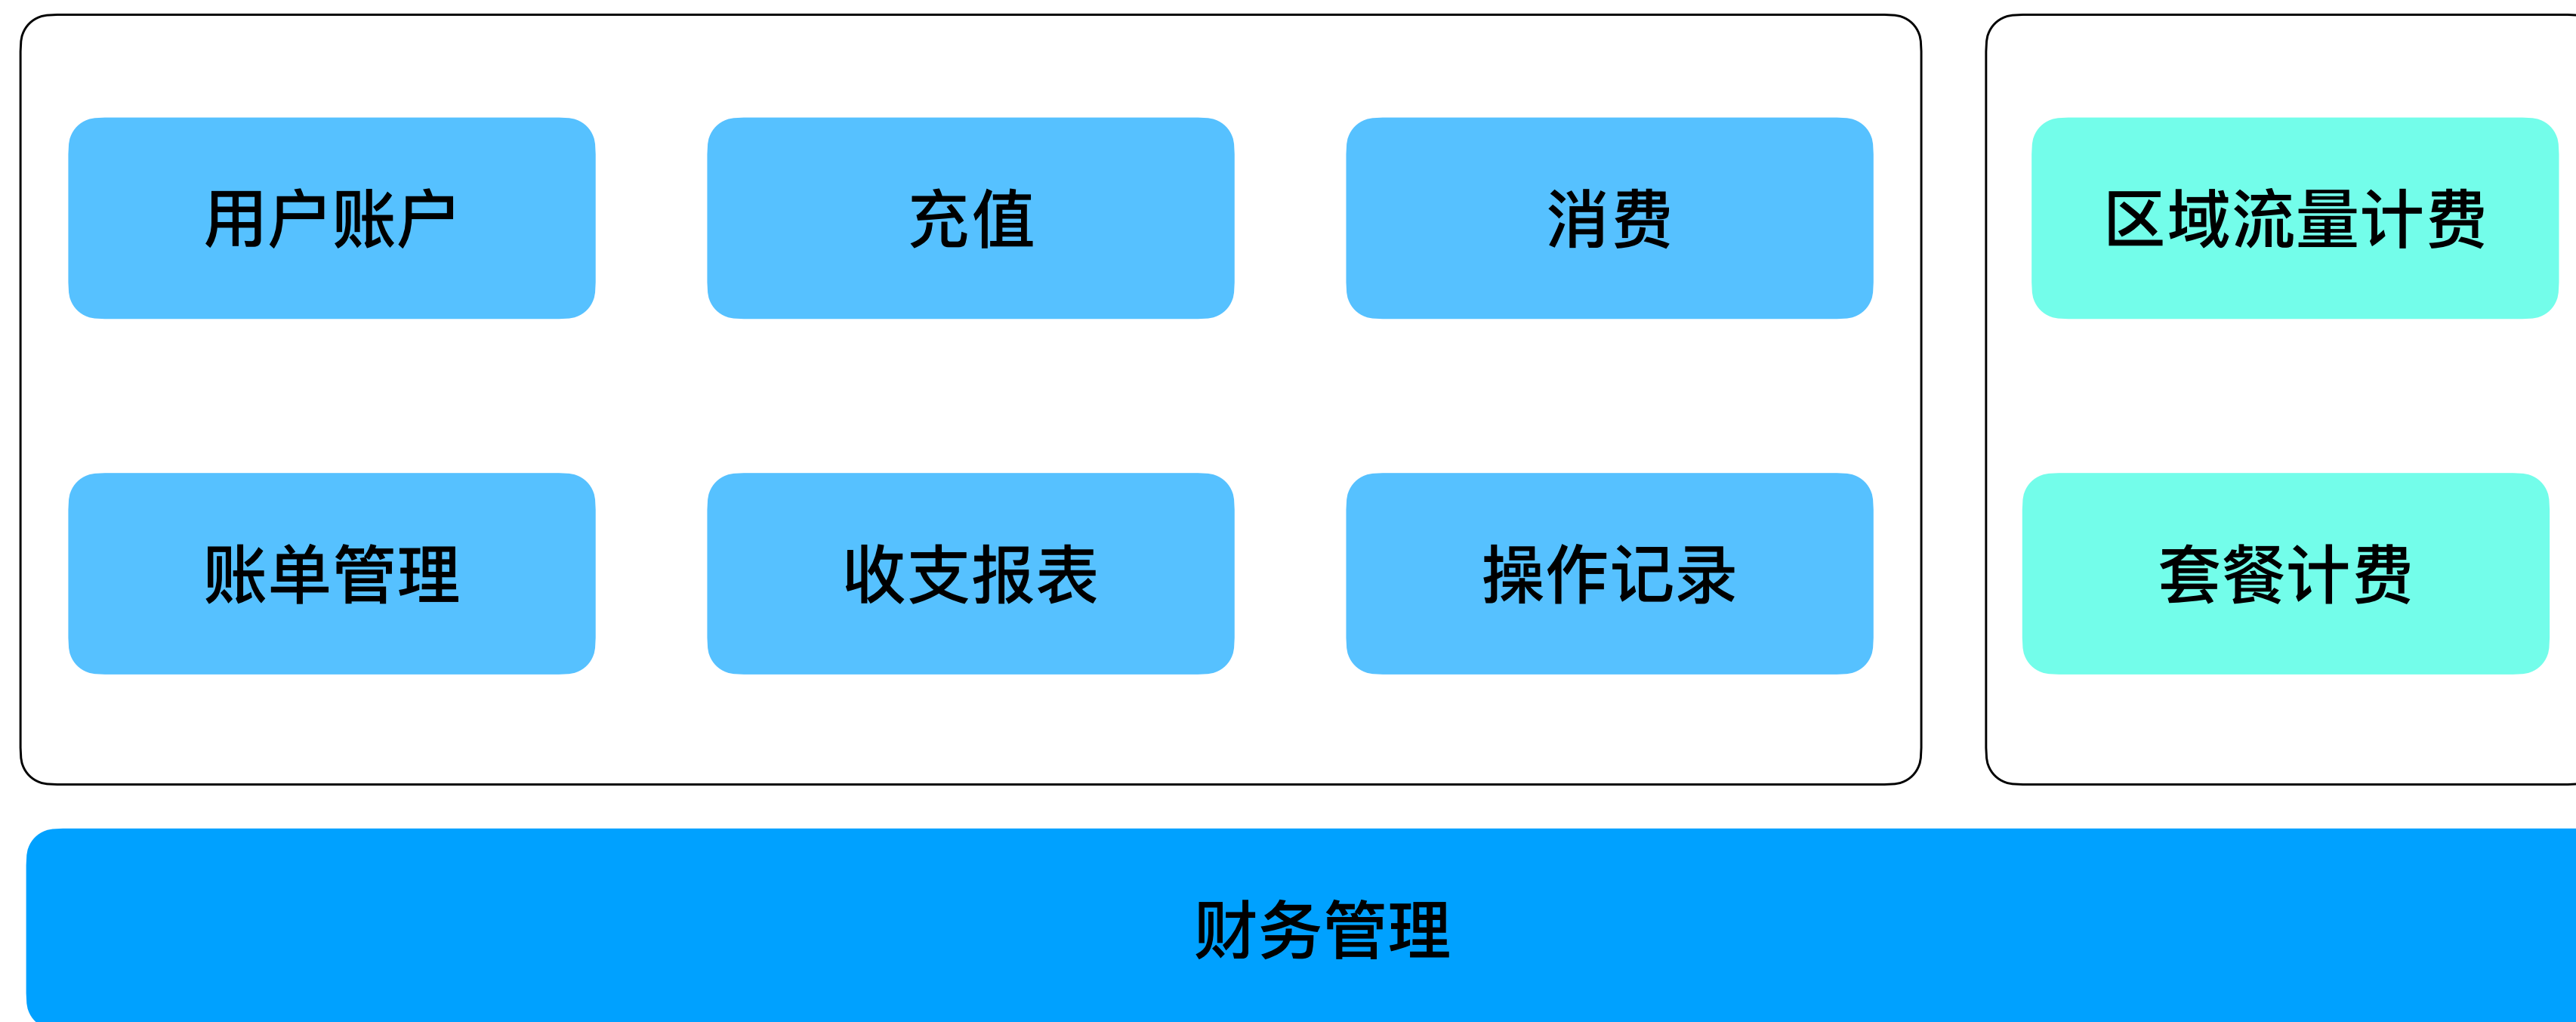 用户账户
充值
消费
区域流量计费
账单管理
收支报表
操作记录
套餐计费
财务管理